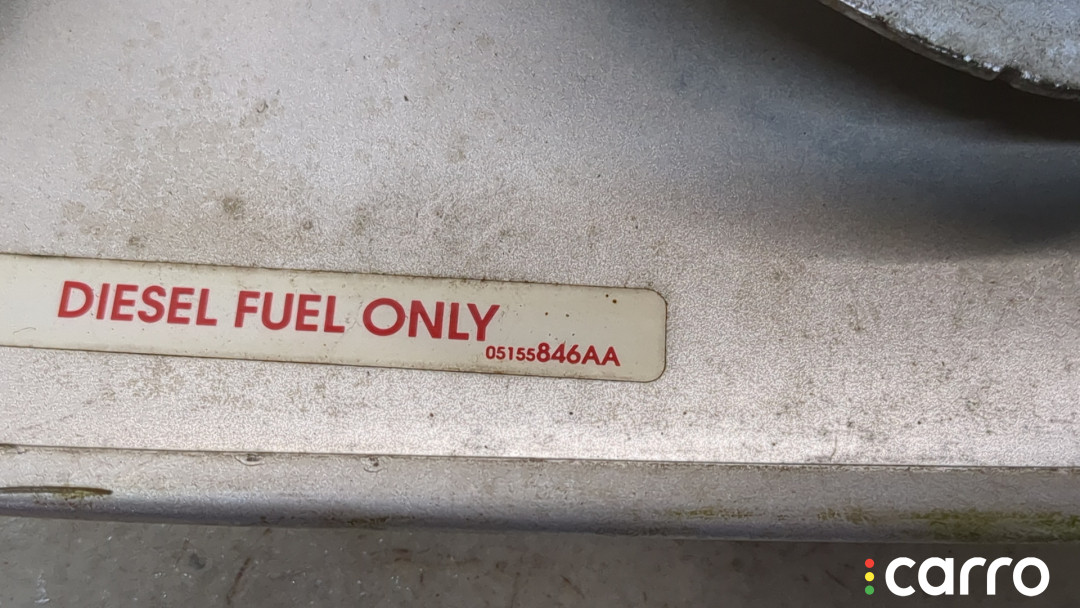 DIESEL FUEL ONLY
05155846AA
carro